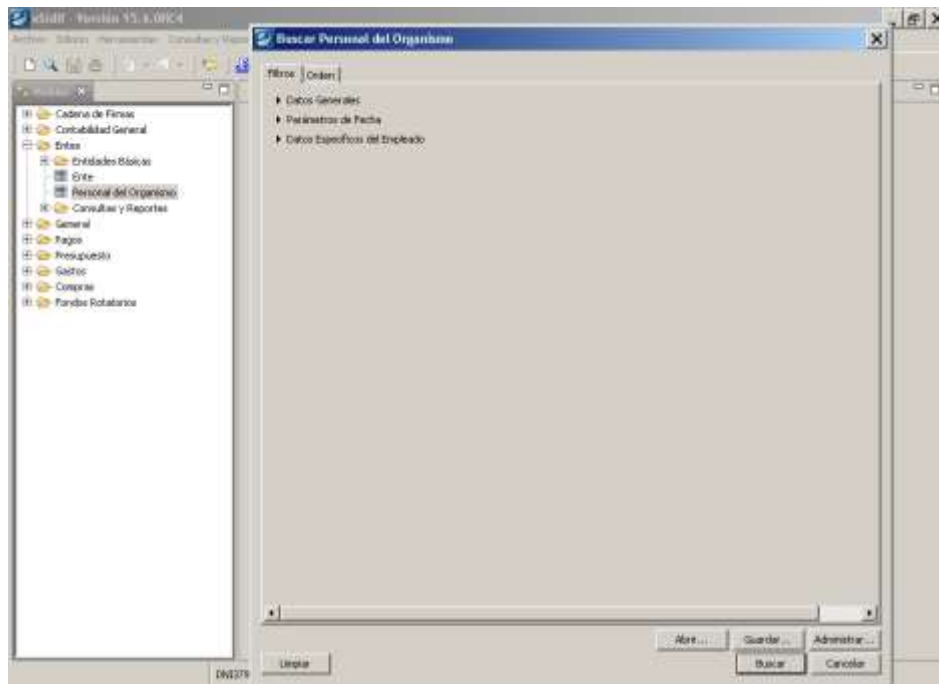 eSidif - Versión
Buscar Personal del Organismo
Filtros
Orden
Datos Generales
Parámetros de Fecha
Datos Específicos del Empleado
Cadena de Firmas
Contabilidad General
Entes
Entidades Básicas
Ente
Personal del Organismo
Consultas y Reportes
General
Pagos
Presupuesto
Gastos
Compras
Fondos Rotatorios
Abrir...
Guardar...
Administrar...
Limpiar
Buscar
Cancelar